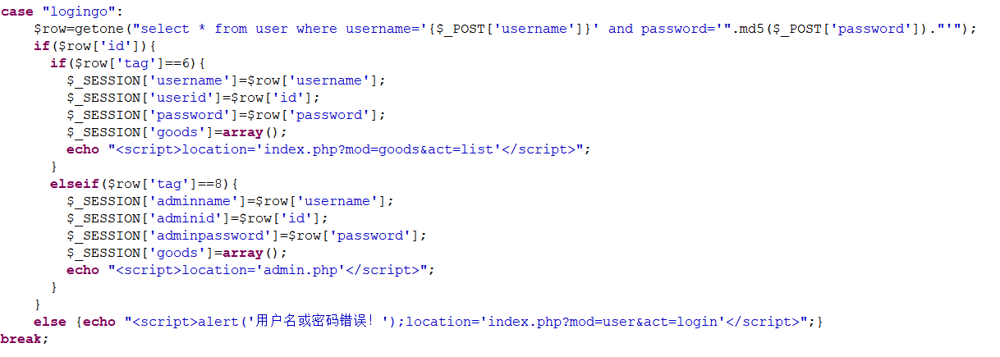 case "logingo":
    $row=getone("select * from user where username='{$_POST['username']}' and password='".md5($_POST['password'])."'");
    if($row['id']){
      if($row['tag']==6){
        $_SESSION['username']=$row['username'];
        $_SESSION['userid']=$row['id'];
        $_SESSION['password']=$row['password'];
        $_SESSION['goods']=array();
        echo "<script>location='index.php?mod=goods&act=list'</script>";
      }
      elseif($row['tag']==8){
        $_SESSION['adminname']=$row['username'];
        $_SESSION['adminid']=$row['id'];
        $_SESSION['adminpassword']=$row['password'];
        $_SESSION['goods']=array();
        echo "<script>location='admin.php'</script>";
      }
    }
    else {echo "<script>alert('用户名或密码错误！');location='index.php?mod=user&act=login'</script>";}
break;